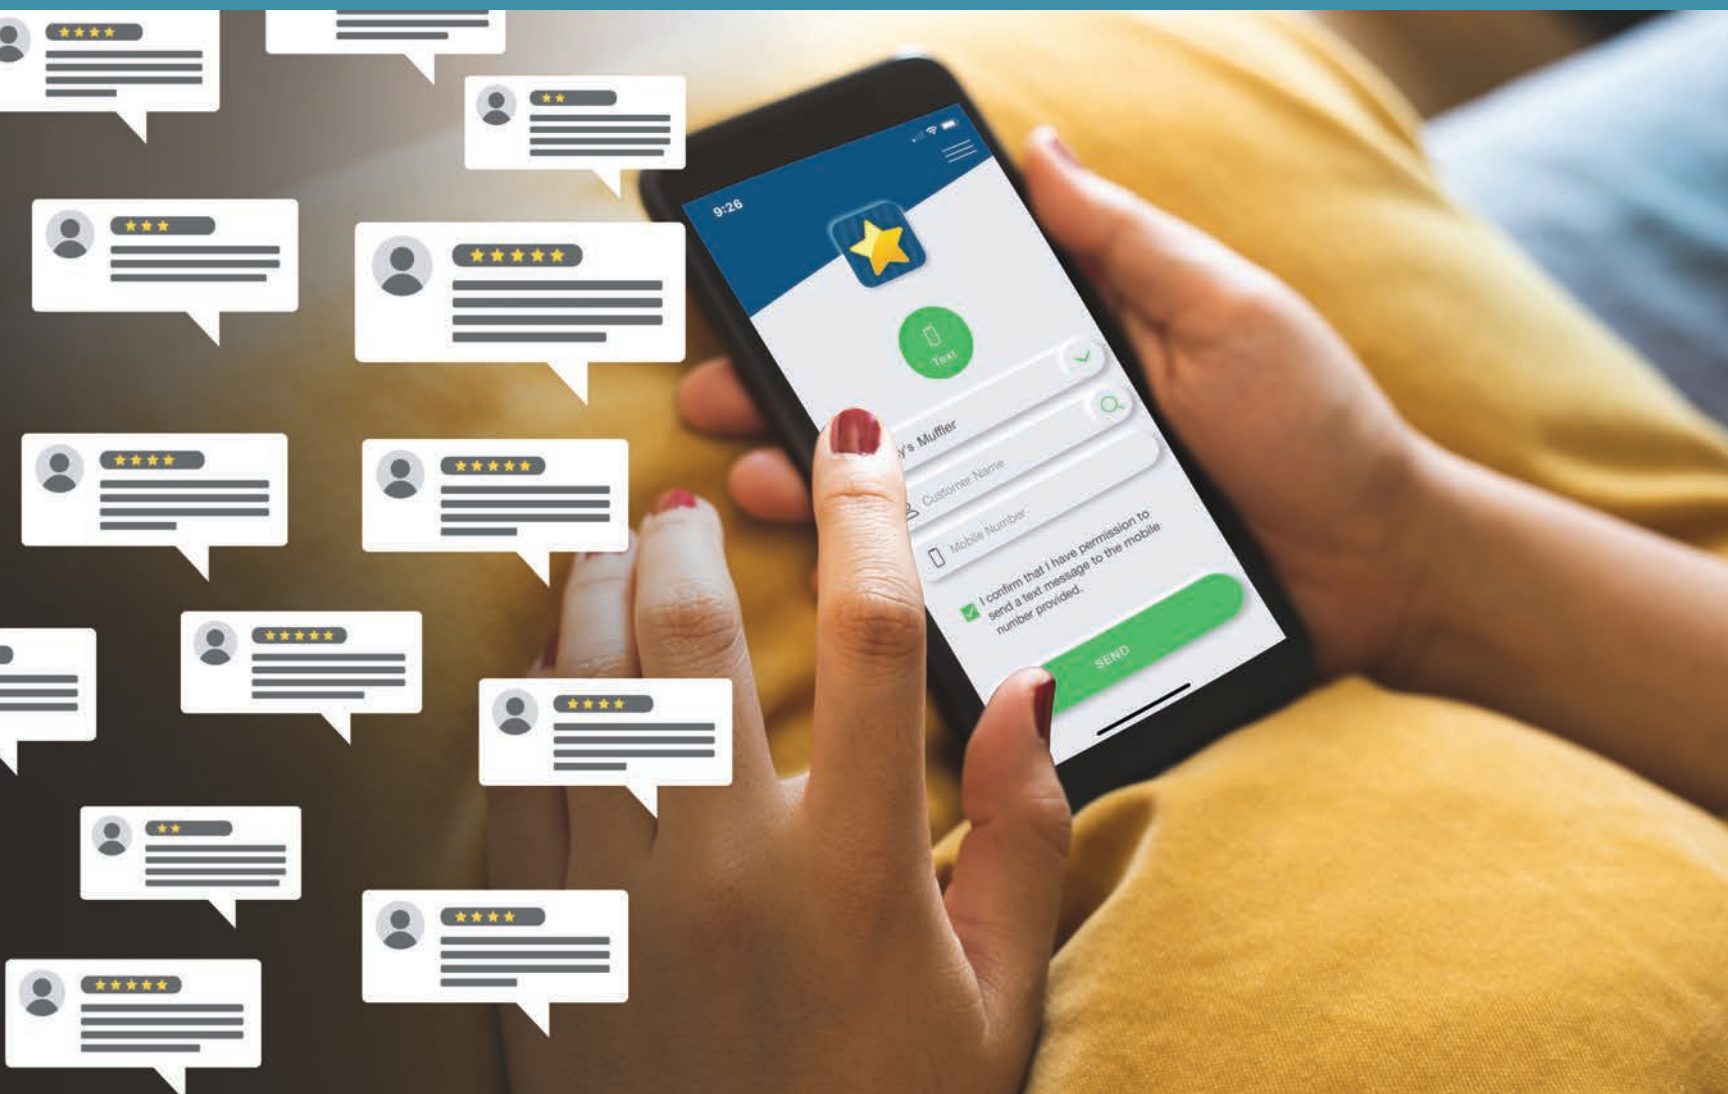 9:26
Text
y's Muffler
Customer Name
Mobile Number
I confirm that I have permission to
send a text message to the mobile
number provided.
SEND